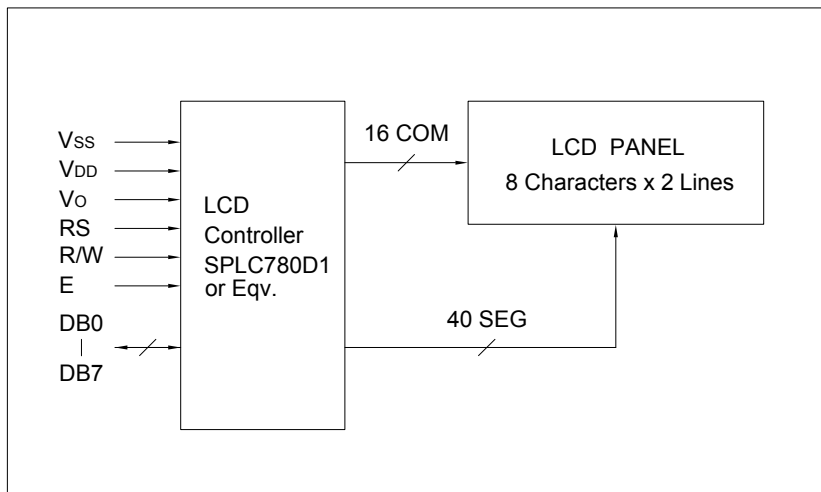 VSS
VDD
VO
RS
R/W
E
DB0
DB7
LCD
Controller
SPLC780D1
or Eqv.
16 COM
40 SEG
LCD PANEL
8 Characters x 2 Lines